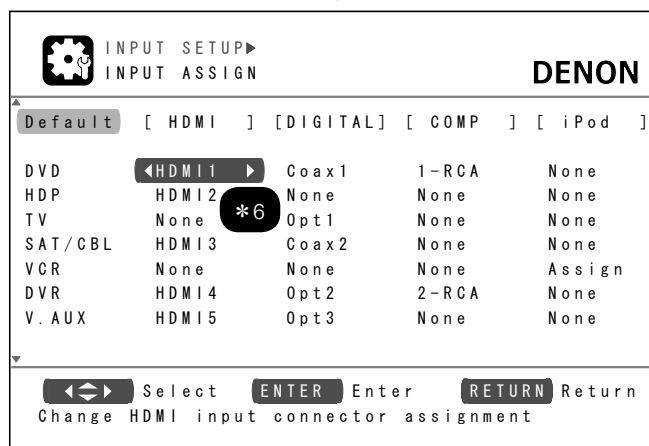 INPUT SETUP▶
INPUT ASSIGN
DENON
Default [ HDMI ] [DIGITAL] [ COMP ] [ iPod ]
DVD ◀HDMI1 ▶ Coax1 1-RCA None
HDP HDMI2 None None None
TV None Opt1 None None
SAT/CBL HDMI3 Coax2 None None
VCR None None None Assign
DVR HDMI4 Opt2 2-RCA None
V.AUX HDMI5 Opt3 None None
*6
Select ENTER Enter RETURN Return
Change HDMI input connector assignment